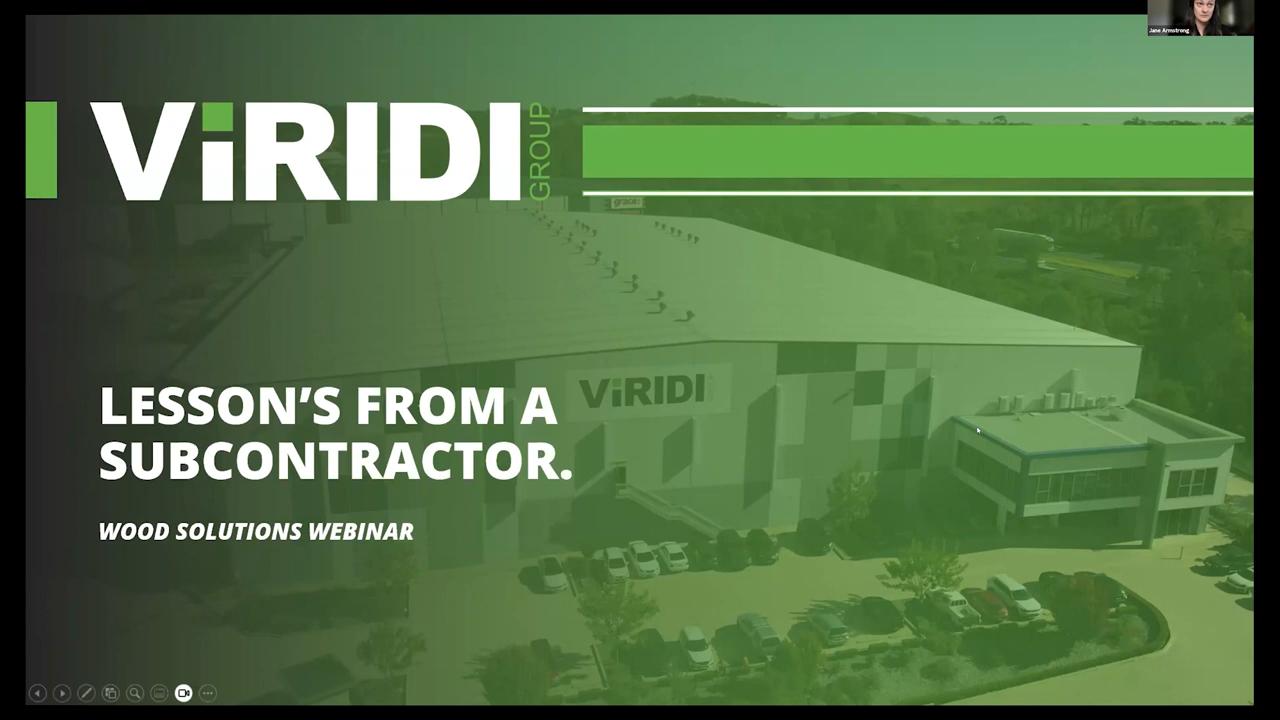 Jane Armstrong
ViRIDI GROUP
grace
ViRIDI
LESSON'S FROM A
SUBCONTRACTOR.
WOOD SOLUTIONS WEBINAR